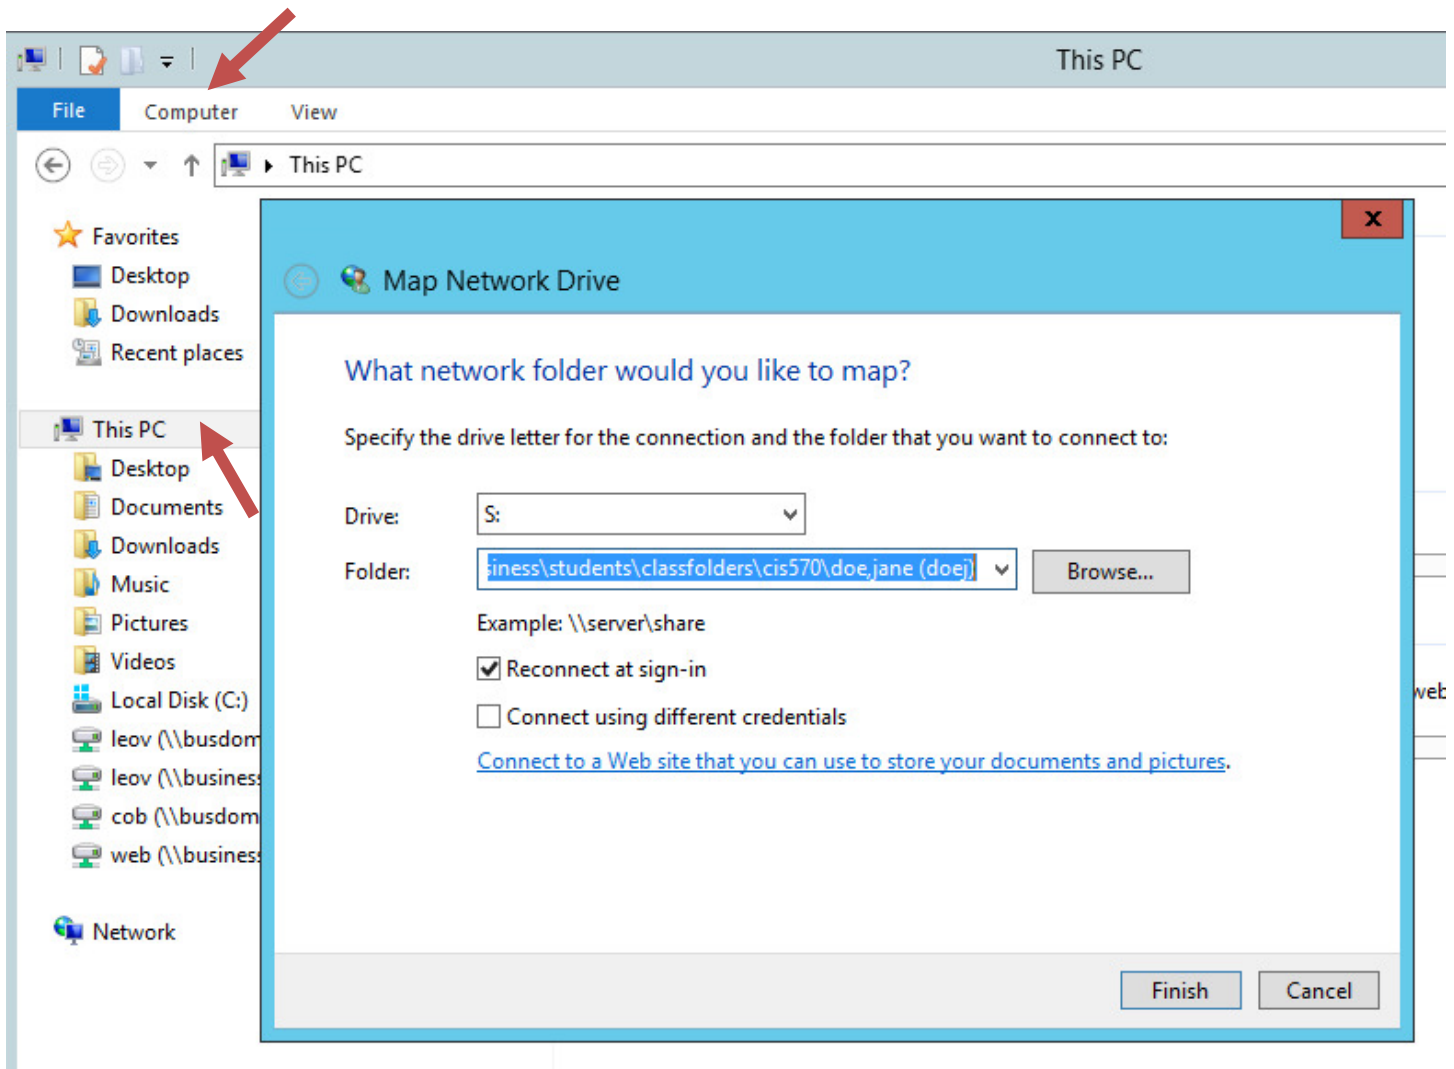 This PC
File Computer View
This PC
Favorites
Desktop
Downloads
Recent places
This PC
Desktop
Documents
Downloads
Music
Pictures
Videos
Local Disk (C:)
leov (\\busdom
leov (\\business
cob (\\busdom
web (\\business
Network
X
Map Network Drive
What network folder would you like to map?
Specify the drive letter for the connection and the folder that you want to connect to:
Drive: S:
Folder: siness\students\classfolders\cis570\doe,jane (doej) Browse...
Example: \\server\share
Reconnect at sign-in
Connect using different credentials
Connect to a Web site that you can use to store your documents and pictures.
Finish Cancel
web